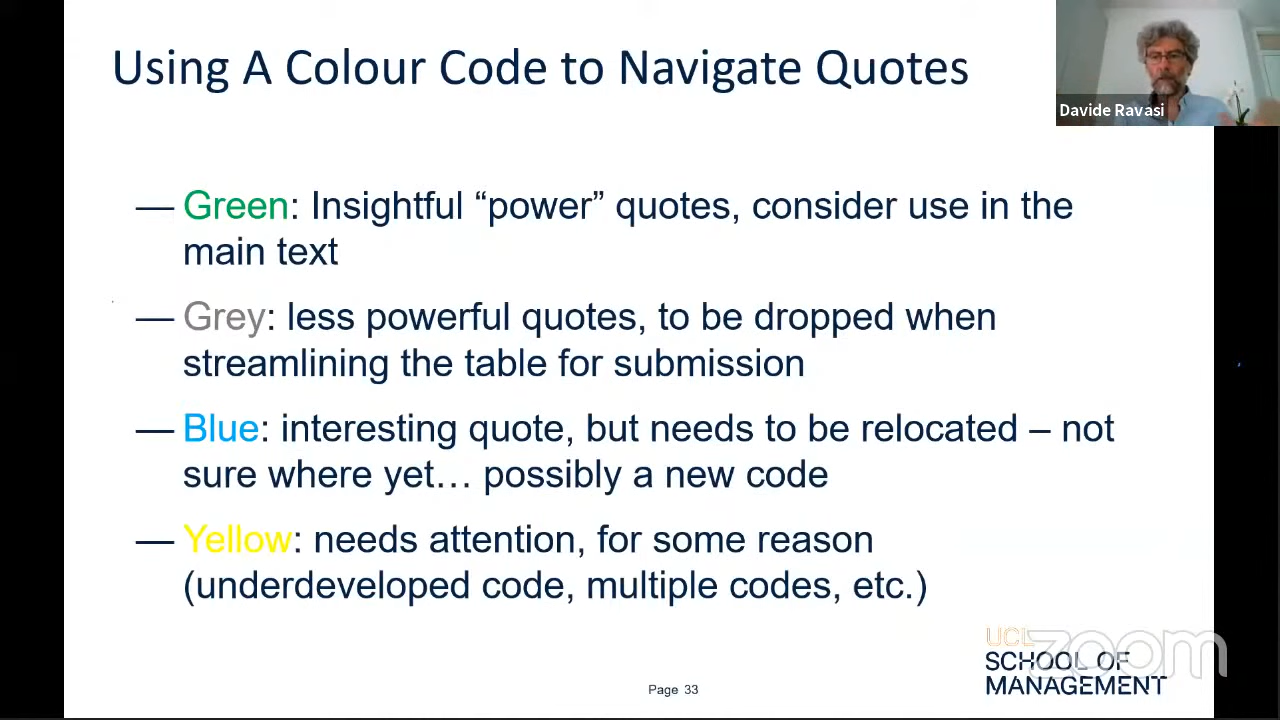 Using A Colour Code to Navigate Quotes
Davide Ravasi
— Green: Insightful “power” quotes, consider use in the
main text
— Grey: less powerful quotes, to be dropped when
streamlining the table for submission
— Blue: interesting quote, but needs to be relocated – not
sure where yet… possibly a new code
— Yellow: needs attention, for some reason
(underdeveloped code, multiple codes, etc.)
UCL
zoom
SCHOOL OF
MANAGEMENT
Page 33